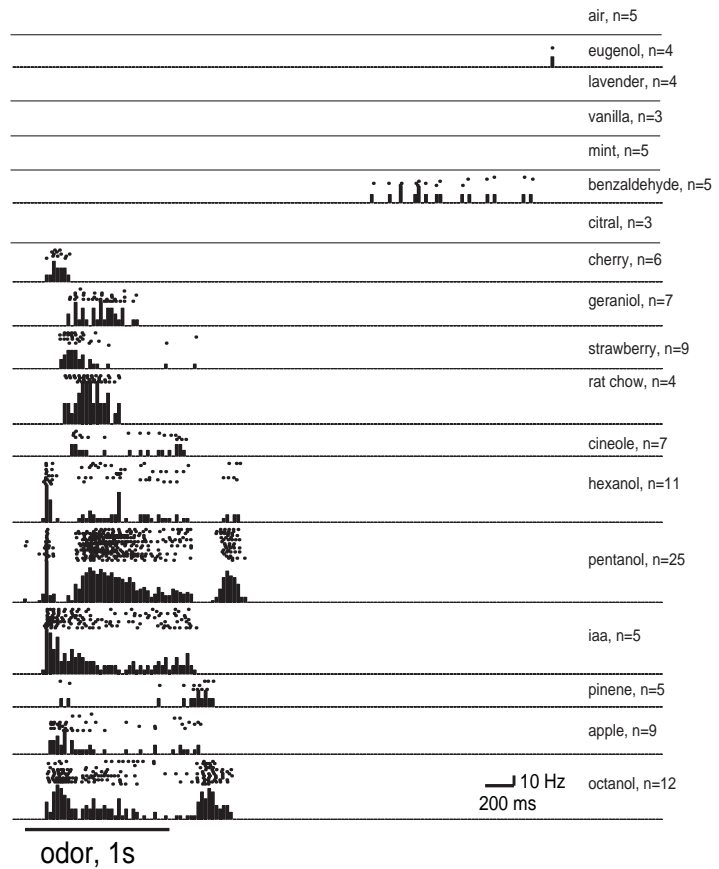 air, n=5
eugenol, n=4
lavender, n=4
vanilla, n=3
mint, n=5
benzaldehyde, n=5
citral, n=3
cherry, n=6
geraniol, n=7
strawberry, n=9
rat chow, n=4
cineole, n=7
hexanol, n=11
pentanol, n=25
iaa, n=5
pinene, n=5
apple, n=9
octanol, n=12
10 Hz
200 ms
odor, 1s